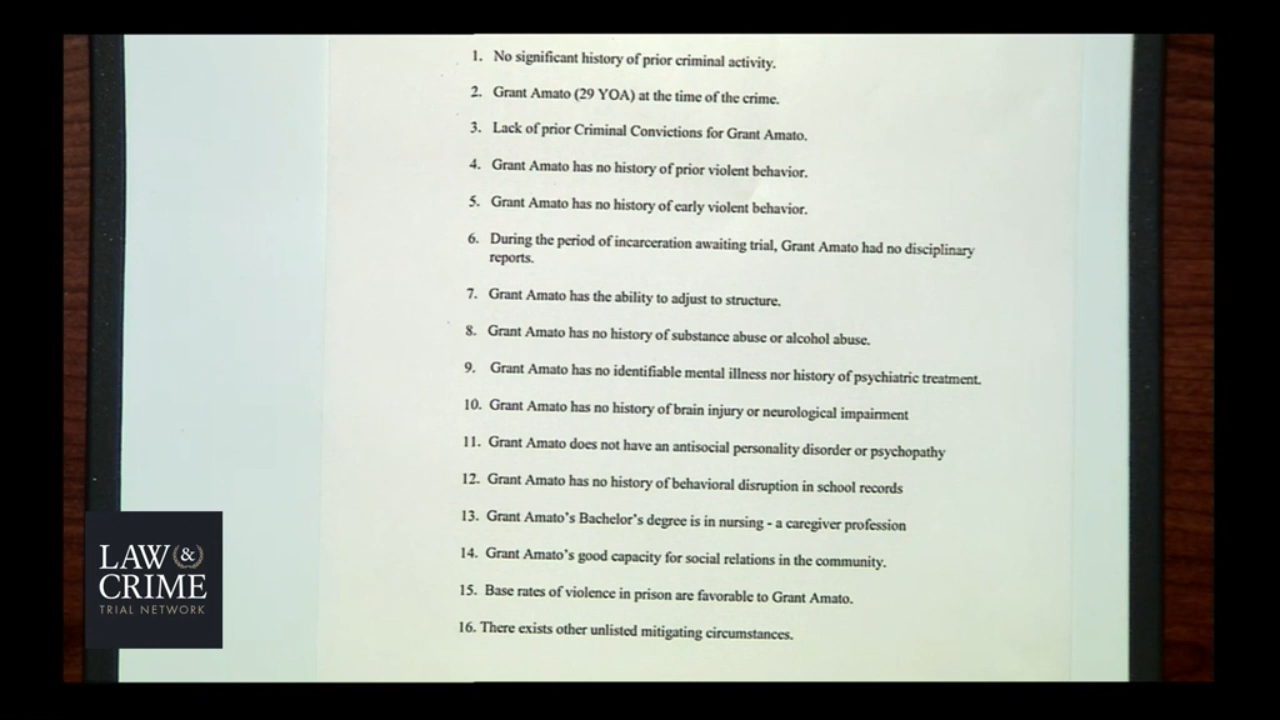 1. No significant history of prior criminal activity.
2. Grant Amato (29 YOA) at the time of the crime.
3. Lack of prior Criminal Convictions for Grant Amato.
4. Grant Amato has no history of prior violent behavior.
5. Grant Amato has no history of early violent behavior.
6. During the period of incarceration awaiting trial, Grant Amato had no disciplinary
reports.
7. Grant Amato has the ability to adjust to structure.
8. Grant Amato has no history of substance abuse or alcohol abuse.
9. Grant Amato has no identifiable mental illness nor history of psychiatric treatment.
10. Grant Amato has no history of brain injury or neurological impairment
11. Grant Amato does not have an antisocial personality disorder or psychopathy
12. Grant Amato has no history of behavioral disruption in school records
13. Grant Amato's Bachelor's degree is in nursing - a caregiver profession
14. Grant Amato's good capacity for social relations in the community.
15. Base rates of violence in prison are favorable to Grant Amato.
16. There exists other unlisted mitigating circumstances.
LAW &
CRIME
TRIAL NETWORK